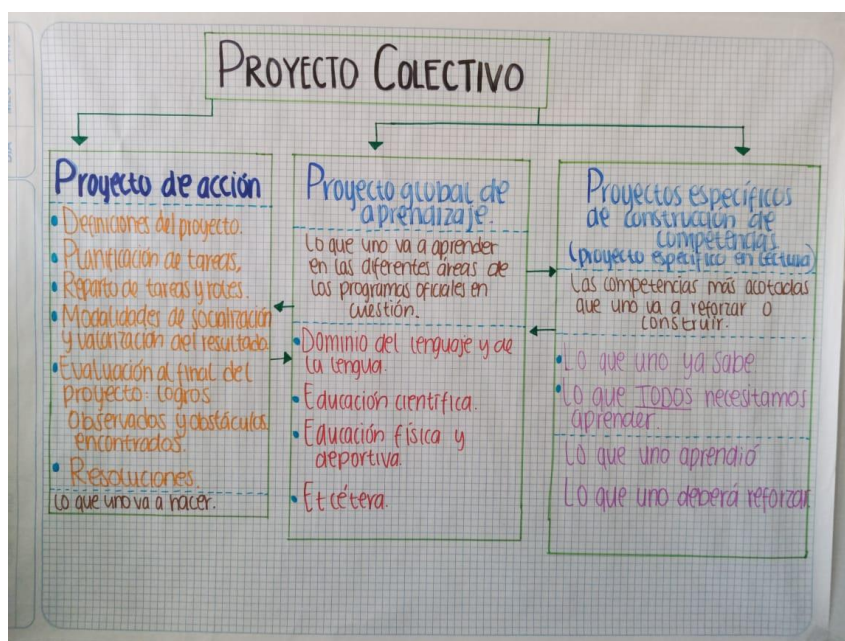 PROYECTO COLECTIVO
Proyecto de acción
• Definiciones del proyecto.
• Planificación de tareas,
• Reparto de tareas y roles.
• Modalidades de socialización
y valorización del resultado
• Evaluación al final del
proyecto: logros
observados y obstáculos
encontrados.
• Resoluciones.
Lo que uno va a hacer.
Proyecto global de
aprendizaje.
Lo que uno va a aprender
en las diferentes áreas de
los programas oficiales en
cuestión.
• Dominio del lenguaje y de
la lengua.
• Educación científica.
• Educación física y
deportiva.
• Etcétera.
Proyectos específicos
de construcción de
competencias
(proyecto específico en lectura)
Las competencias más acotadas
que uno va a reforzar o
construir.
• Lo que uno ya sabe
• Lo que TODOS necesitamos
aprender.
Lo que uno aprendió
Lo que uno deberá reforzar